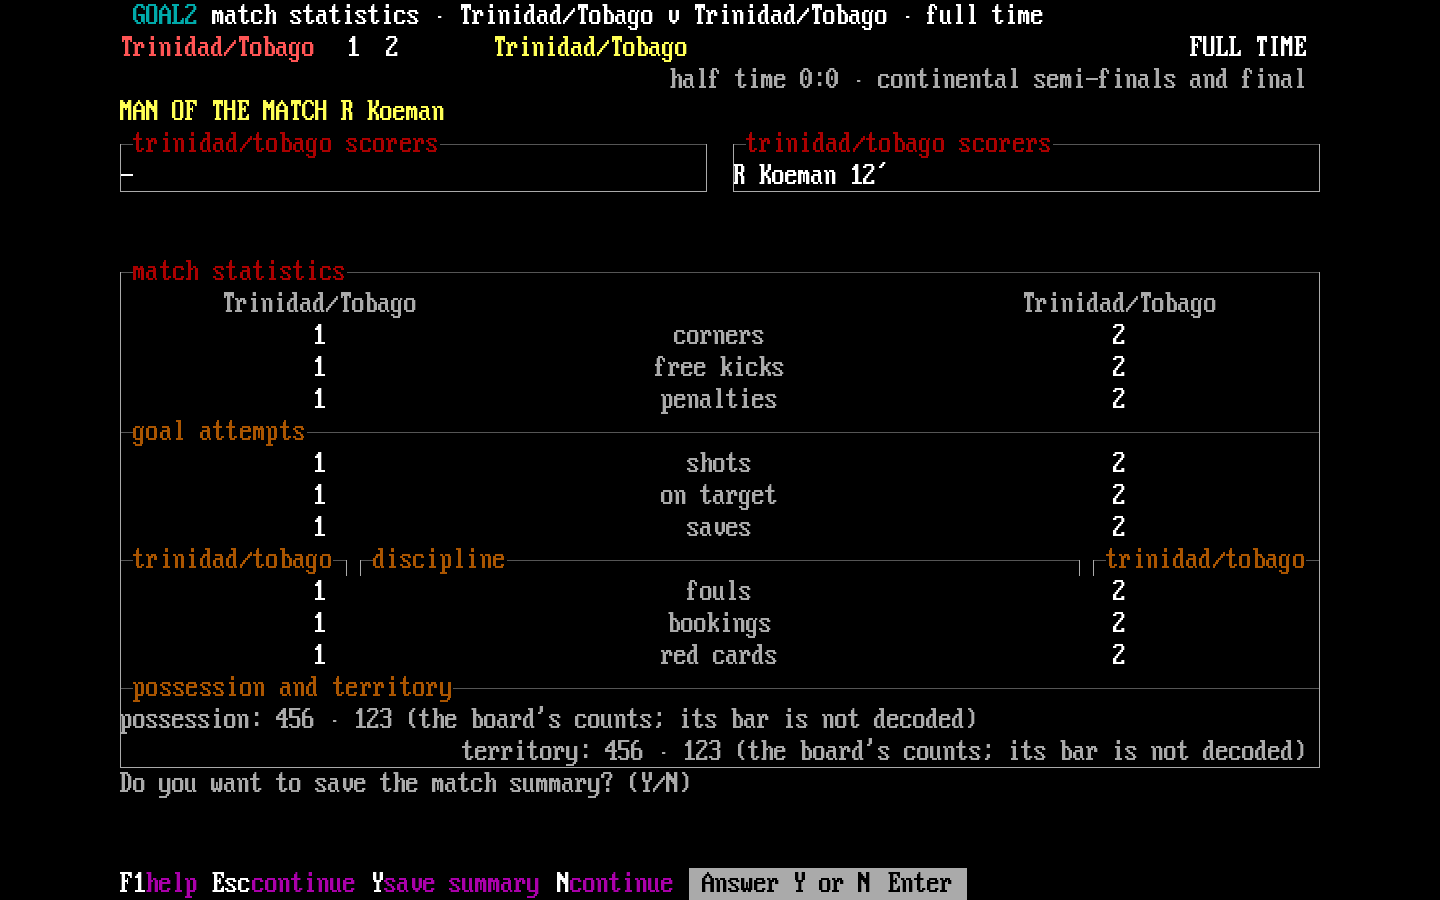 GOAL2 match statistics · Trinidad/Tobago v Trinidad/Tobago · full time
Trinidad/Tobago 1 2 Trinidad/Tobago FULL TIME
half time 0:0 · continental semi-finals and final
MAN OF THE MATCH R Koeman
trinidad/tobago scorers trinidad/tobago scorers
– R Koeman 12´
match statistics
Trinidad/Tobago Trinidad/Tobago
1 corners 2
1 free kicks 2
1 penalties 2
goal attempts
1 shots 2
1 on target 2
1 saves 2
trinidad/tobago discipline trinidad/tobago
1 fouls 2
1 bookings 2
1 red cards 2
possession and territory
possession: 456 · 123 (the board's counts; its bar is not decoded)
territory: 456 · 123 (the board's counts; its bar is not decoded)
Do you want to save the match summary? (Y/N)
F1help Esccontinue Ysave summary Ncontinue Answer Y or N Enter